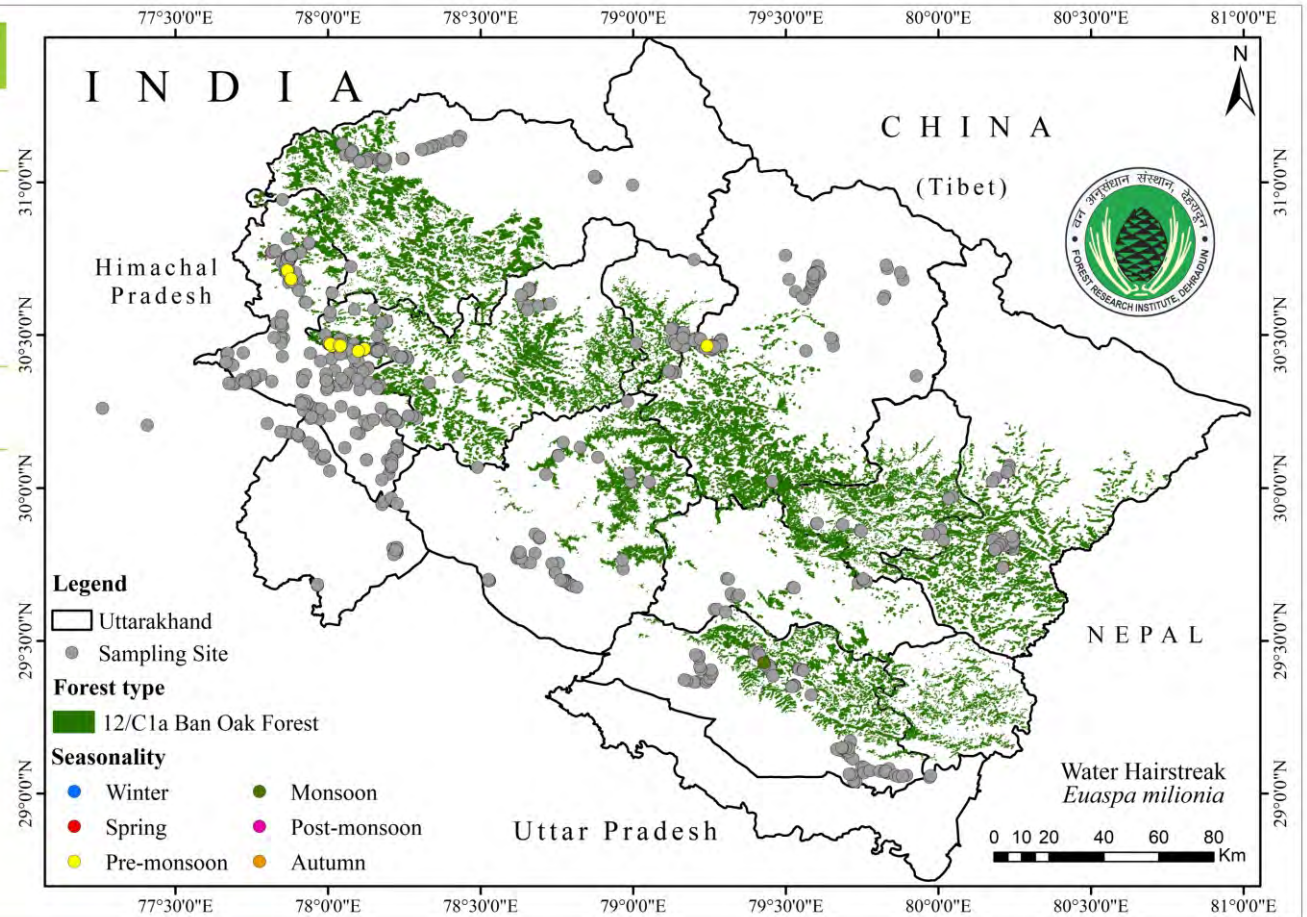 77°30'0"E 78°0'0"E 78°30'0"E 79°0'0"E 79°30'0"E 80°0'0"E 80°30'0"E 81°0'0"E
INDIA
N
CHINA
(Tibet)
वन अनुसंधान संस्थान, देहरादून
FOREST RESEARCH INSTITUTE, DEHRADUN
31°0'0"N
31°0'0"N
Himachal
Pradesh
30°30'0"N
30°30'0"N
30°0'0"N
30°0'0"N
Legend
Uttarakhand
Sampling Site
Forest type
12/C1a Ban Oak Forest
Seasonality
Winter
Spring
Pre-monsoon
Monsoon
Post-monsoon
Autumn
29°30'0"N
29°30'0"N
NEPAL
29°0'0"N
29°0'0"N
Uttar Pradesh
Water Hairstreak
Euaspa milionia
0 10 20 40 60 80
Km
77°30'0"E 78°0'0"E 78°30'0"E 79°0'0"E 79°30'0"E 80°0'0"E 80°30'0"E 81°0'0"E